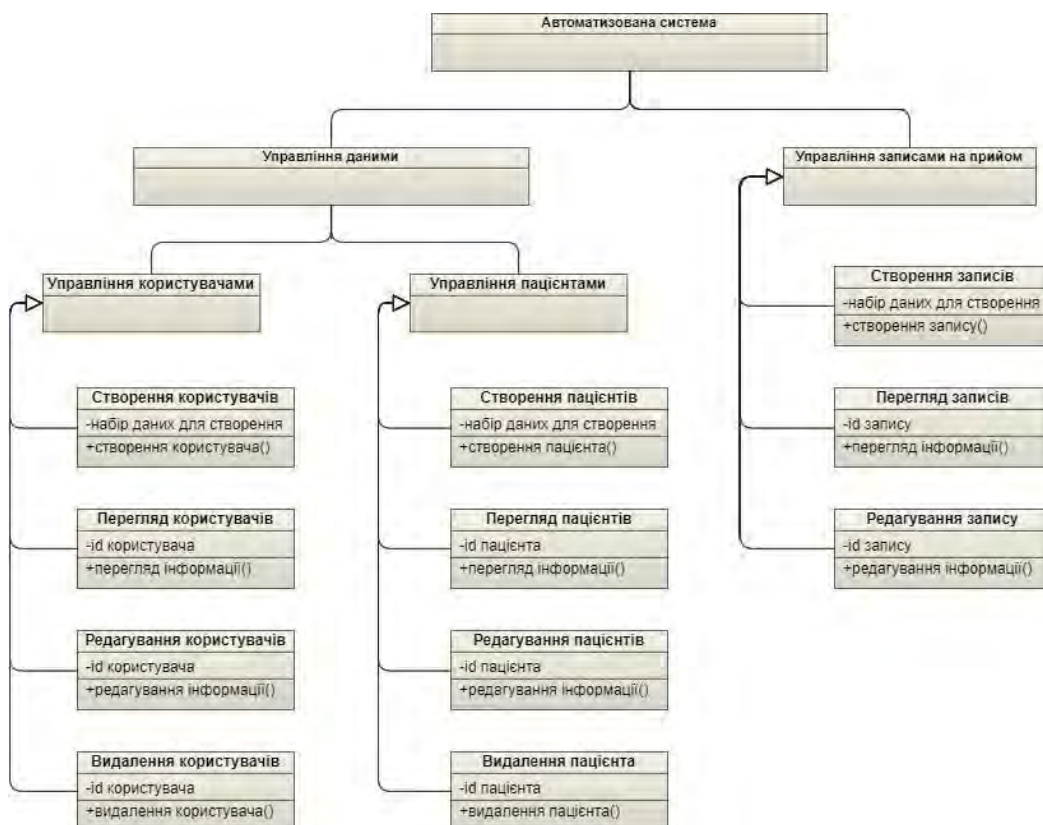 Автоматизована система
Управління даними
Управління записами на прийом
Управління користувачами
Управління пацієнтами
Створення користувачів
-набір даних для створення
+створення користувача()
Перегляд користувачів
-id користувача
+перегляд інформації()
Редагування користувачів
-id користувача
+редагування інформації()
Видалення користувачів
-id користувача
+видалення користувача()
Створення пацієнтів
-набір даних для створення
+створення пацієнта()
Перегляд пацієнтів
-id пацієнта
+перегляд інформації()
Редагування пацієнтів
-id пацієнта
+редагування інформації()
Видалення пацієнта
-id пацієнта
+видалення пацієнта()
Створення записів
-набір даних для створення
+створення запису()
Перегляд записів
-id запису
+перегляд інформації()
Редагування запису
-id запису
+редагування інформації()